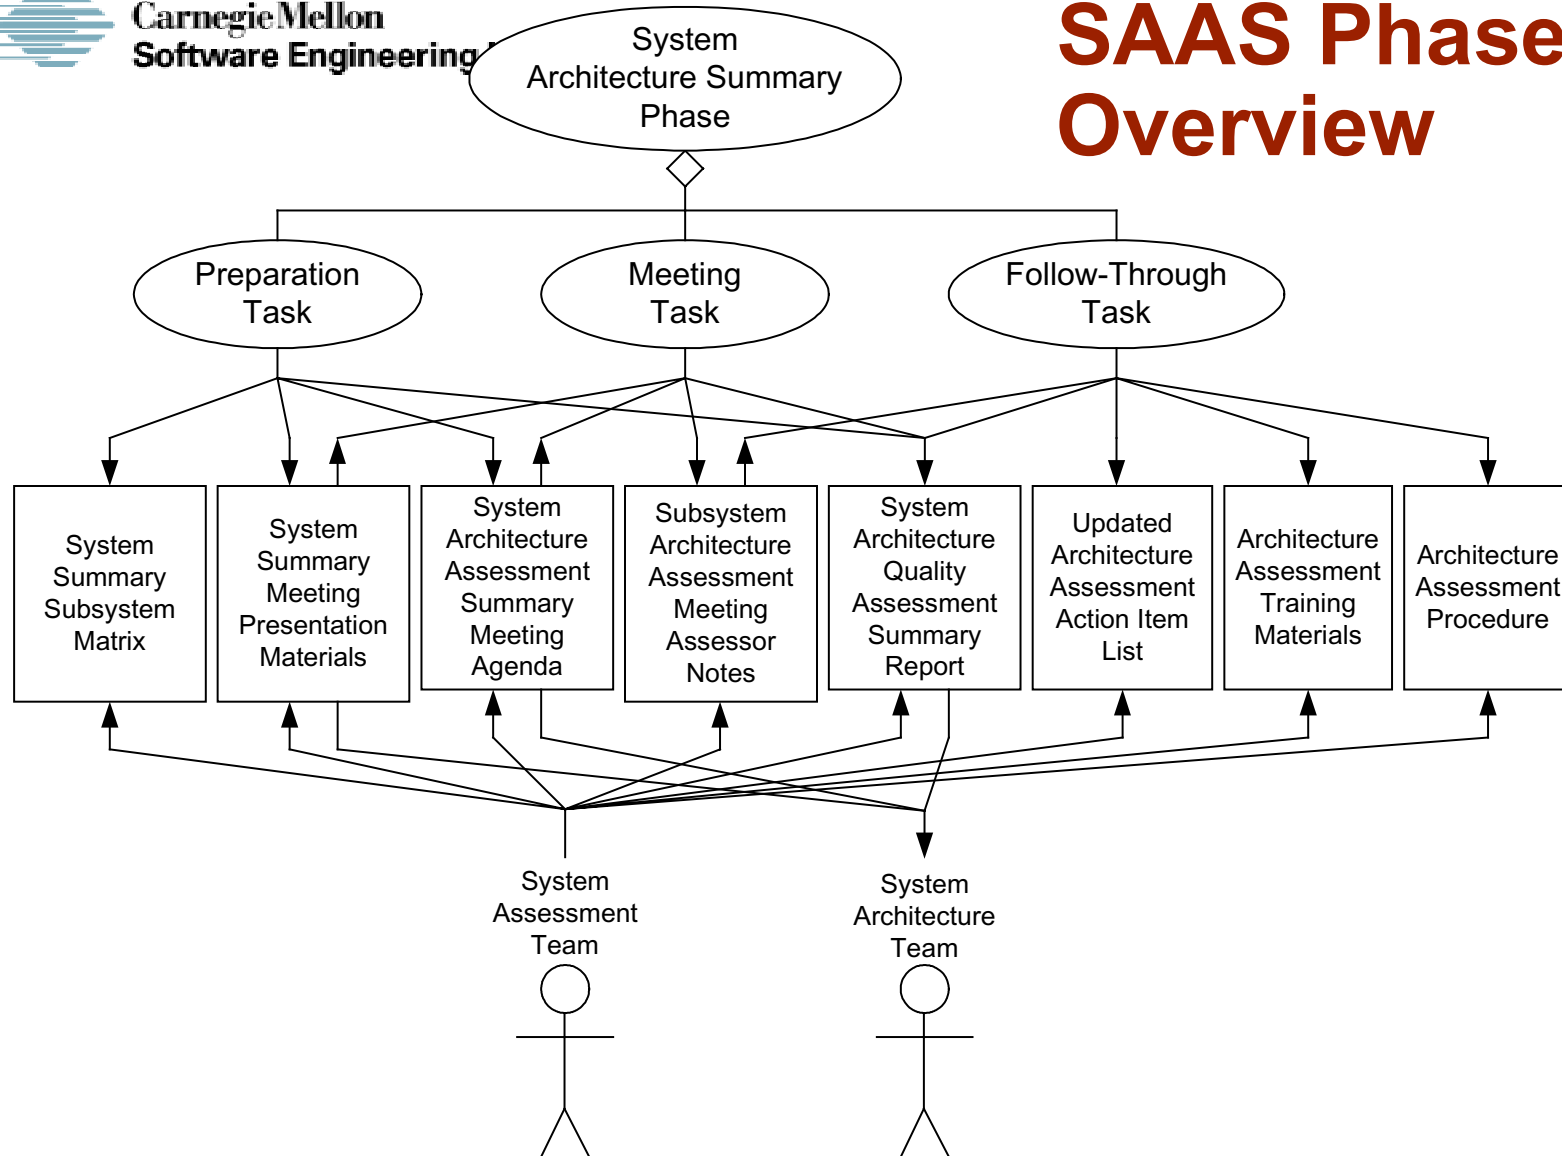 Carnegie Mellon
Software Engineering
SAAS Phase
Overview
System
Architecture Summary
Phase
Preparation
Task
Meeting
Task
Follow-Through
Task
System
Summary
Subsystem
Matrix
System
Summary
Meeting
Presentation
Materials
System
Architecture
Assessment
Summary
Meeting
Agenda
Subsystem
Architecture
Assessment
Meeting
Assessor
Notes
System
Architecture
Quality
Assessment
Summary
Report
Updated
Architecture
Assessment
Action Item
List
Architecture
Assessment
Training
Materials
Architecture
Assessment
Procedure
System
Assessment
Team
System
Architecture
Team